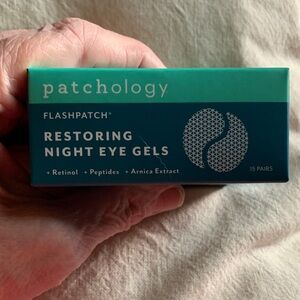 patchology
FLASHPATCH®
RESTORING
NIGHT EYE GELS
+ Retinol + Peptides + Arnica Extract
15 PAIRS